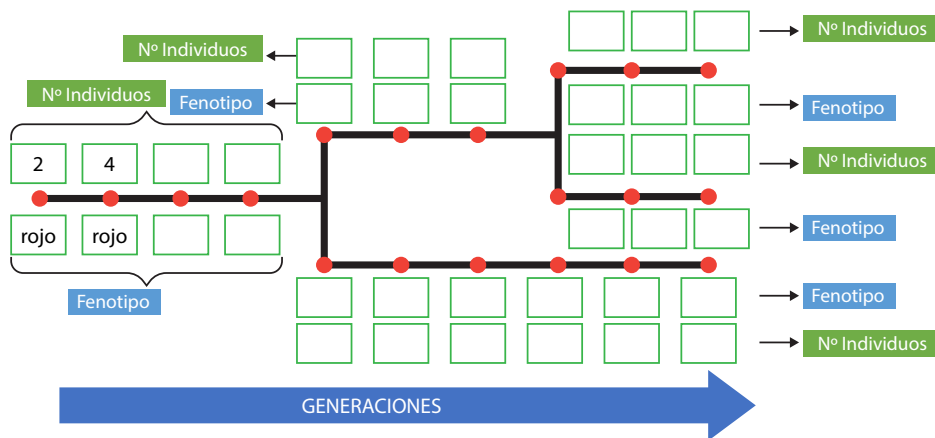 Nº Individuos
Nº Individuos
Nº Individuos
Fenotipo
Fenotipo
2
4
Nº Individuos
rojo
rojo
Fenotipo
Fenotipo
Fenotipo
Nº Individuos
GENERACIONES